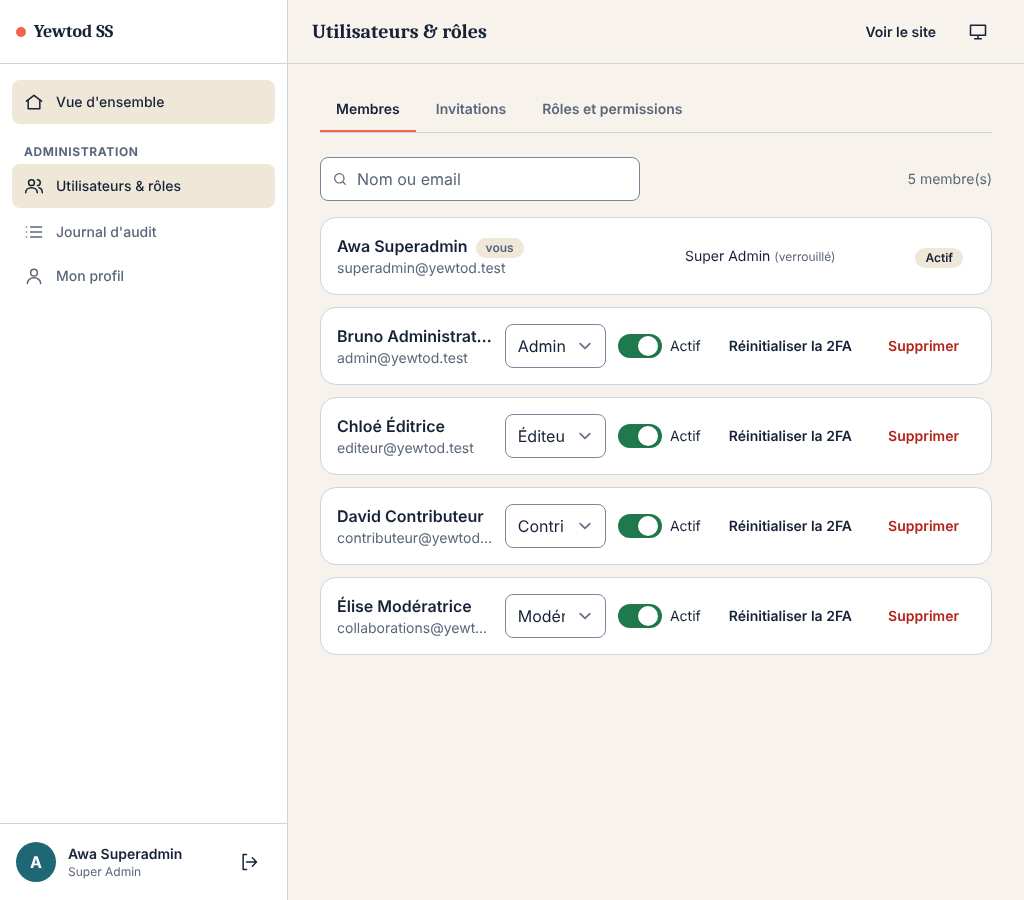 Yewtod SS
Utilisateurs & rôles
Voir le site
Vue d'ensemble
ADMINISTRATION
Utilisateurs & rôles
Journal d'audit
Mon profil
Membres
Invitations
Rôles et permissions
Nom ou email
5 membre(s)
Awa Superadmin vous
superadmin@yewtod.test
Super Admin (verrouillé)
Actif
Bruno Administrat...
admin@yewtod.test
Admin
Actif
Réinitialiser la 2FA
Supprimer
Chloé Éditrice
editeur@yewtod.test
Éditeu
Actif
Réinitialiser la 2FA
Supprimer
David Contributeur
contributeur@yewtod...
Contri
Actif
Réinitialiser la 2FA
Supprimer
Élise Modératrice
collaborations@yewt...
Modér
Actif
Réinitialiser la 2FA
Supprimer
A
Awa Superadmin
Super Admin